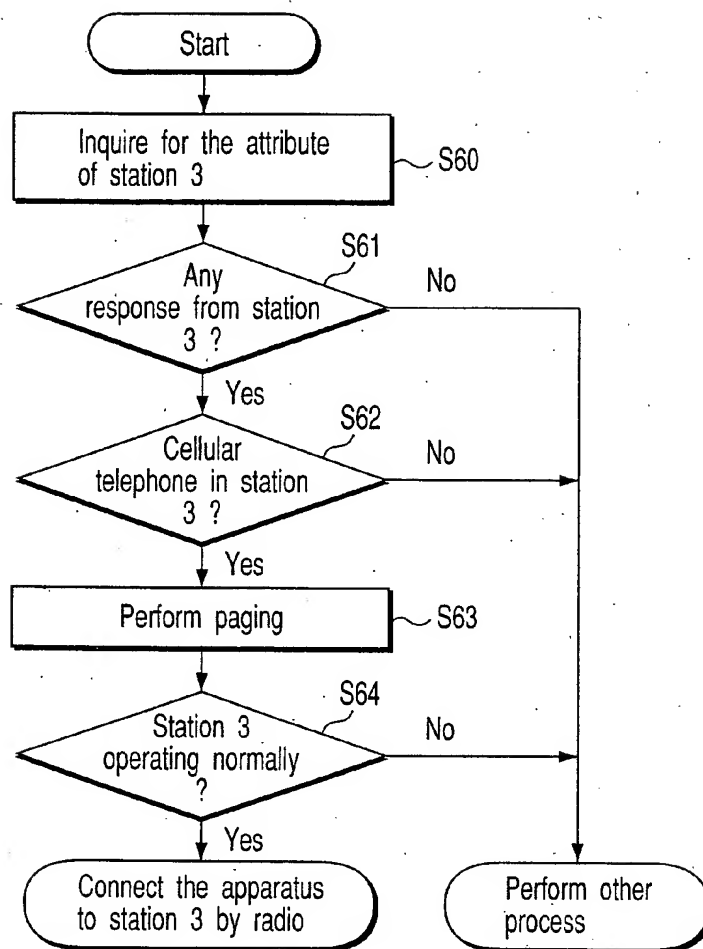 Start
Inquire for the attribute
of station 3
S60
S61
Any
response from station
3 ?
No
Yes
S62
Cellular
telephone in station
3 ?
No
Yes
Perform paging
S63
S64
Station 3
operating normally
?
No
Yes
Connect the apparatus
to station 3 by radio
Perform other
process